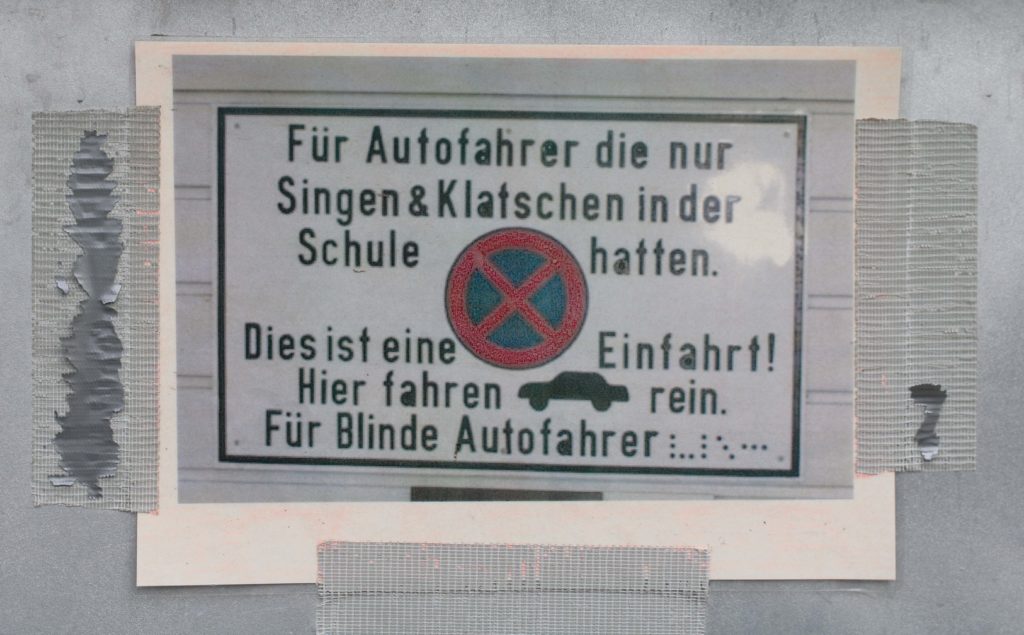 Für Autofahrer die nur
Singen & Klatschen in der
Schule hatten.
Dies ist eine Einfahrt!
Hier fahren rein.
Für Blinde Autofahrer